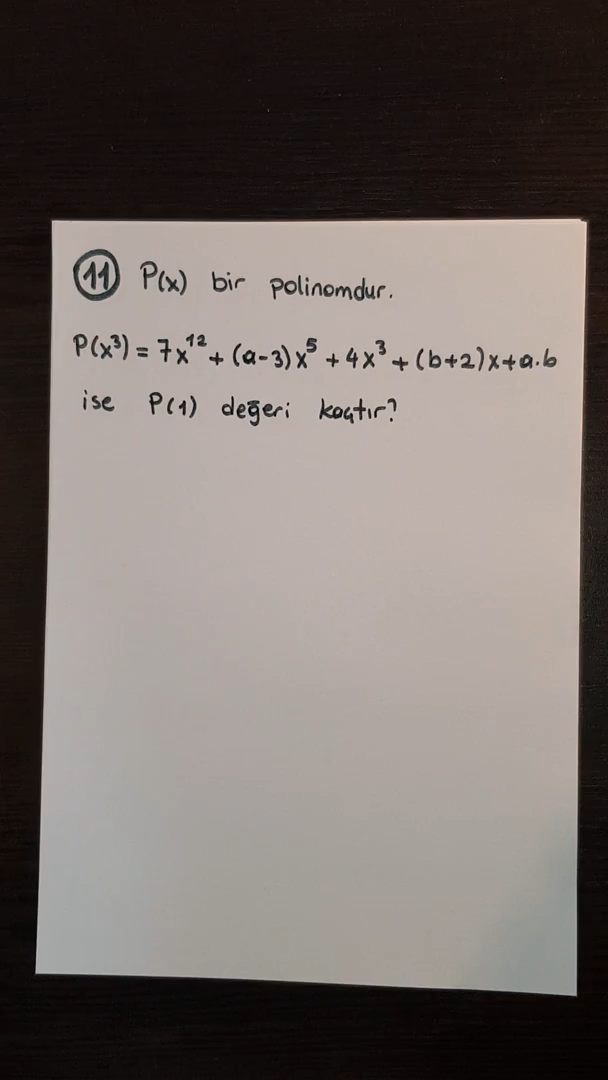 11 P(x) bir polinomdur.
P(x³) = 7x¹² + (a-3)x⁵ + 4x³ + (b+2)x+a.b
ise P(1) değeri kaçtır?